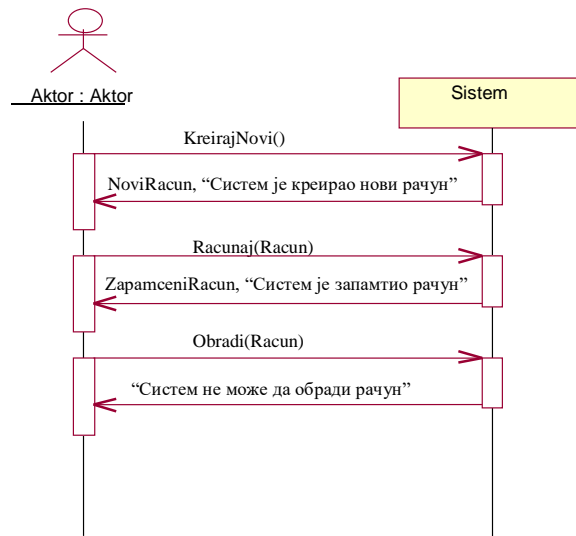 Aktor : Aktor
Sistem
KreirajNovi()
NoviRacun, “Систем је креирао нови рачун”
Racunaj(Racun)
ZapamceniRacun, “Систем је запамтио рачун”
Obradi(Racun)
“Систем не може да обради рачун”